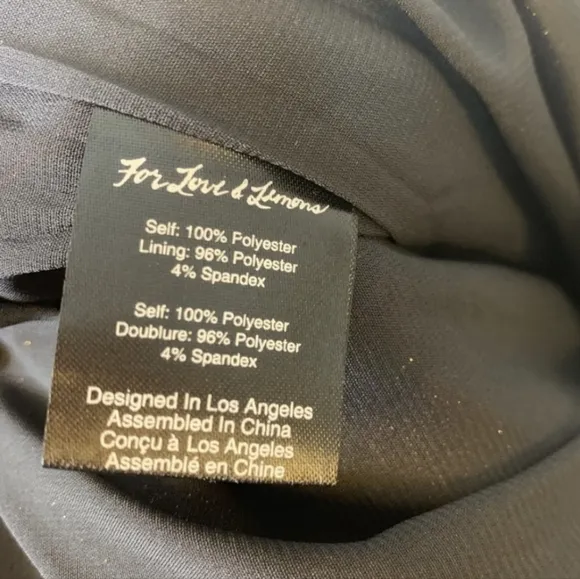 For Love & Lemons
Self: 100% Polyester
Lining: 96% Polyester
4% Spandex
Self: 100% Polyester
Doublure: 96% Polyester
4% Spandex
Designed In Los Angeles
Assembled In China
Conçu à Los Angeles
Assemblé en Chine